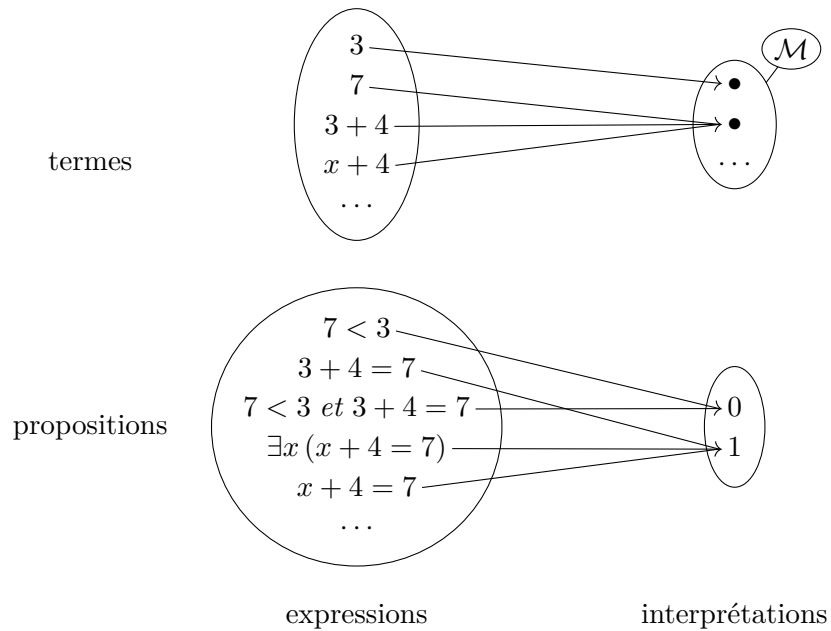 3
7
3 + 4
x + 4
...
termes
ℳ
...
7 < 3
3 + 4 = 7
7 < 3 et 3 + 4 = 7
∃x (x + 4 = 7)
x + 4 = 7
...
propositions
0
1
expressions
interprétations